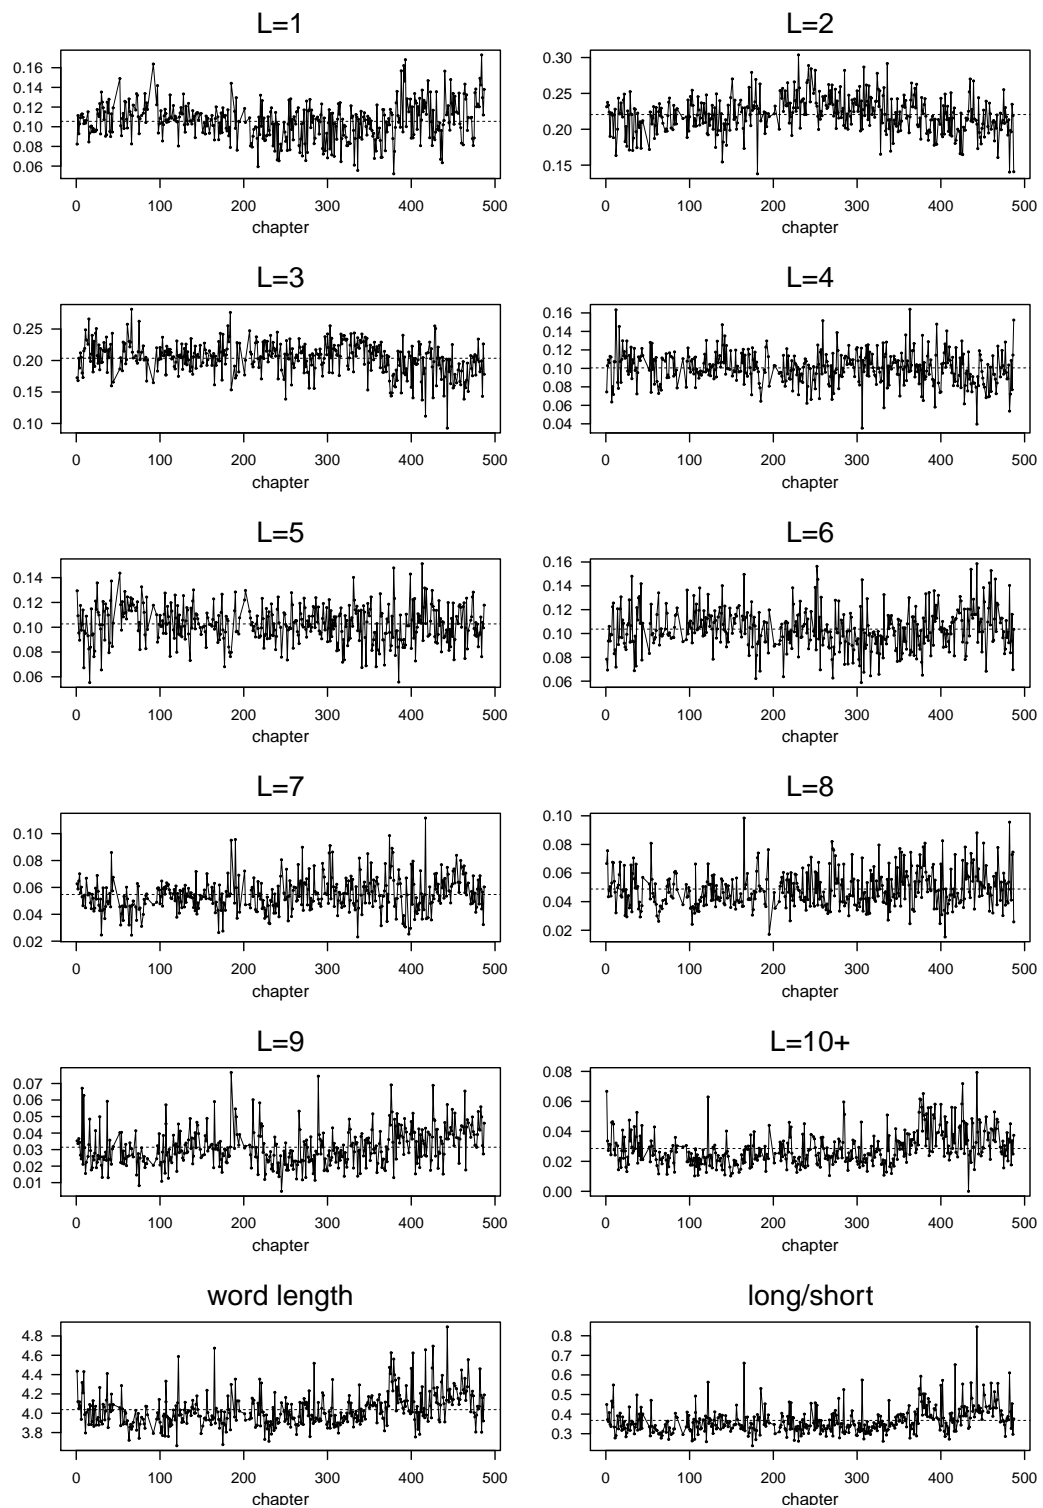 L=1
L=2
0.16
0.14
0.12
0.10
0.08
0.06
0.30
0.25
0.20
0.15
0 100 200 300 400 500
0 100 200 300 400 500
chapter
chapter
L=3
L=4
0.25
0.20
0.15
0.10
0.16
0.14
0.12
0.10
0.08
0.06
0.04
0 100 200 300 400 500
0 100 200 300 400 500
chapter
chapter
L=5
L=6
0.14
0.12
0.10
0.08
0.06
0.16
0.14
0.12
0.10
0.08
0.06
0 100 200 300 400 500
0 100 200 300 400 500
chapter
chapter
L=7
L=8
0.10
0.08
0.06
0.04
0.02
0.10
0.08
0.06
0.04
0.02
0 100 200 300 400 500
0 100 200 300 400 500
chapter
chapter
L=9
L=10+
0.07
0.06
0.05
0.04
0.03
0.02
0.01
0.08
0.06
0.04
0.02
0.00
0 100 200 300 400 500
0 100 200 300 400 500
chapter
chapter
word length
long/short
4.8
4.6
4.4
4.2
4.0
3.8
0.8
0.7
0.6
0.5
0.4
0.3
0 100 200 300 400 500
0 100 200 300 400 500
chapter
chapter